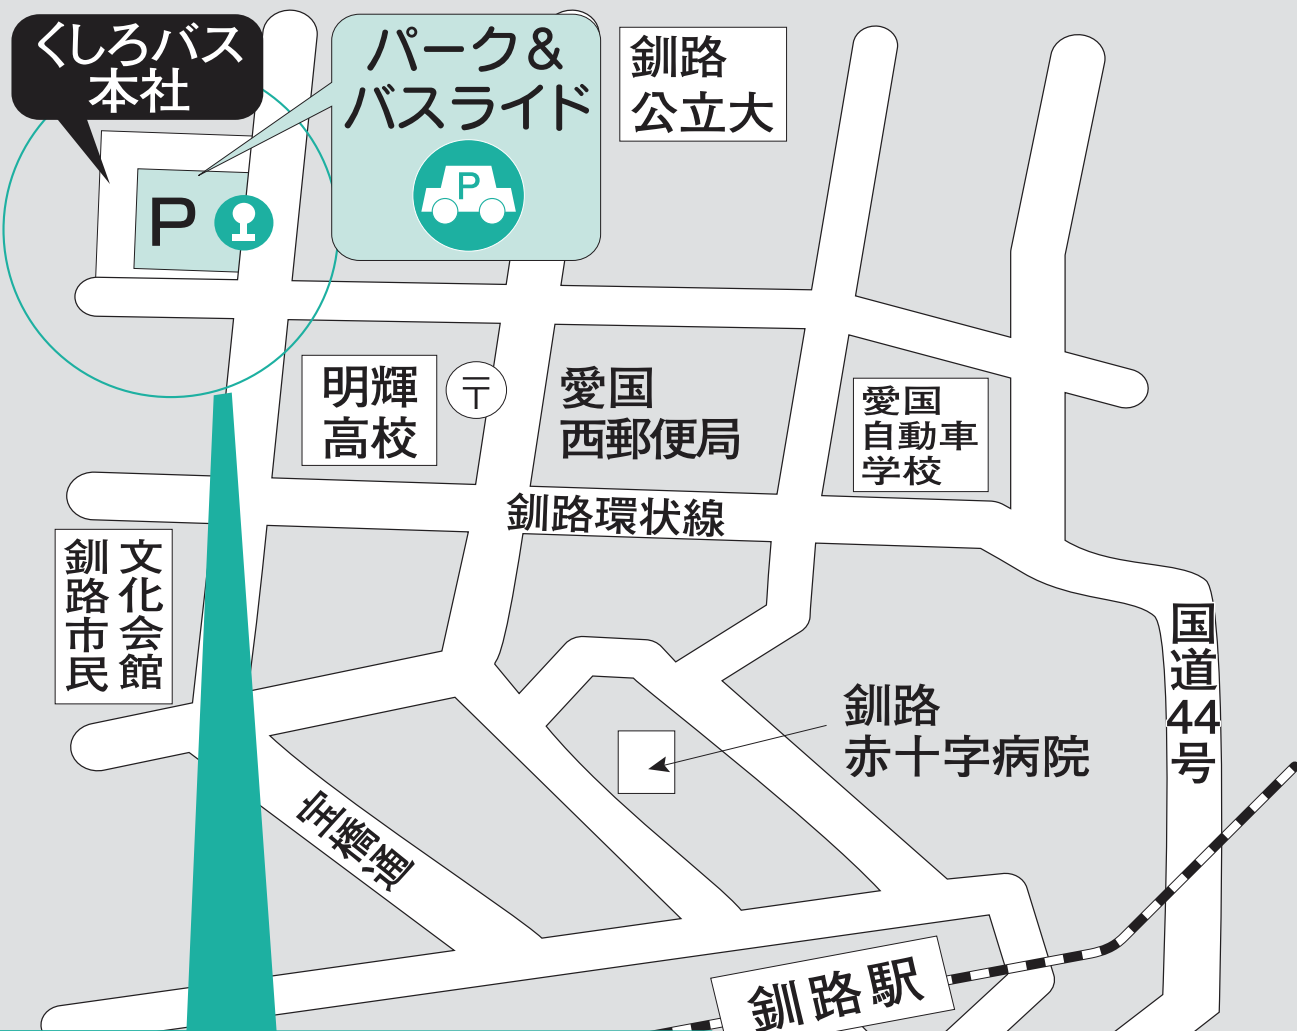 くしろバス
本社
パーク&
バスライド
P
P
釧路
公立大
明輝
高校
〒
愛国
西郵便局
愛国
自動車
学校
釧路環状線
釧路市民
文化会館
国道44号
釧路
赤十字病院
宝橋通
釧路駅